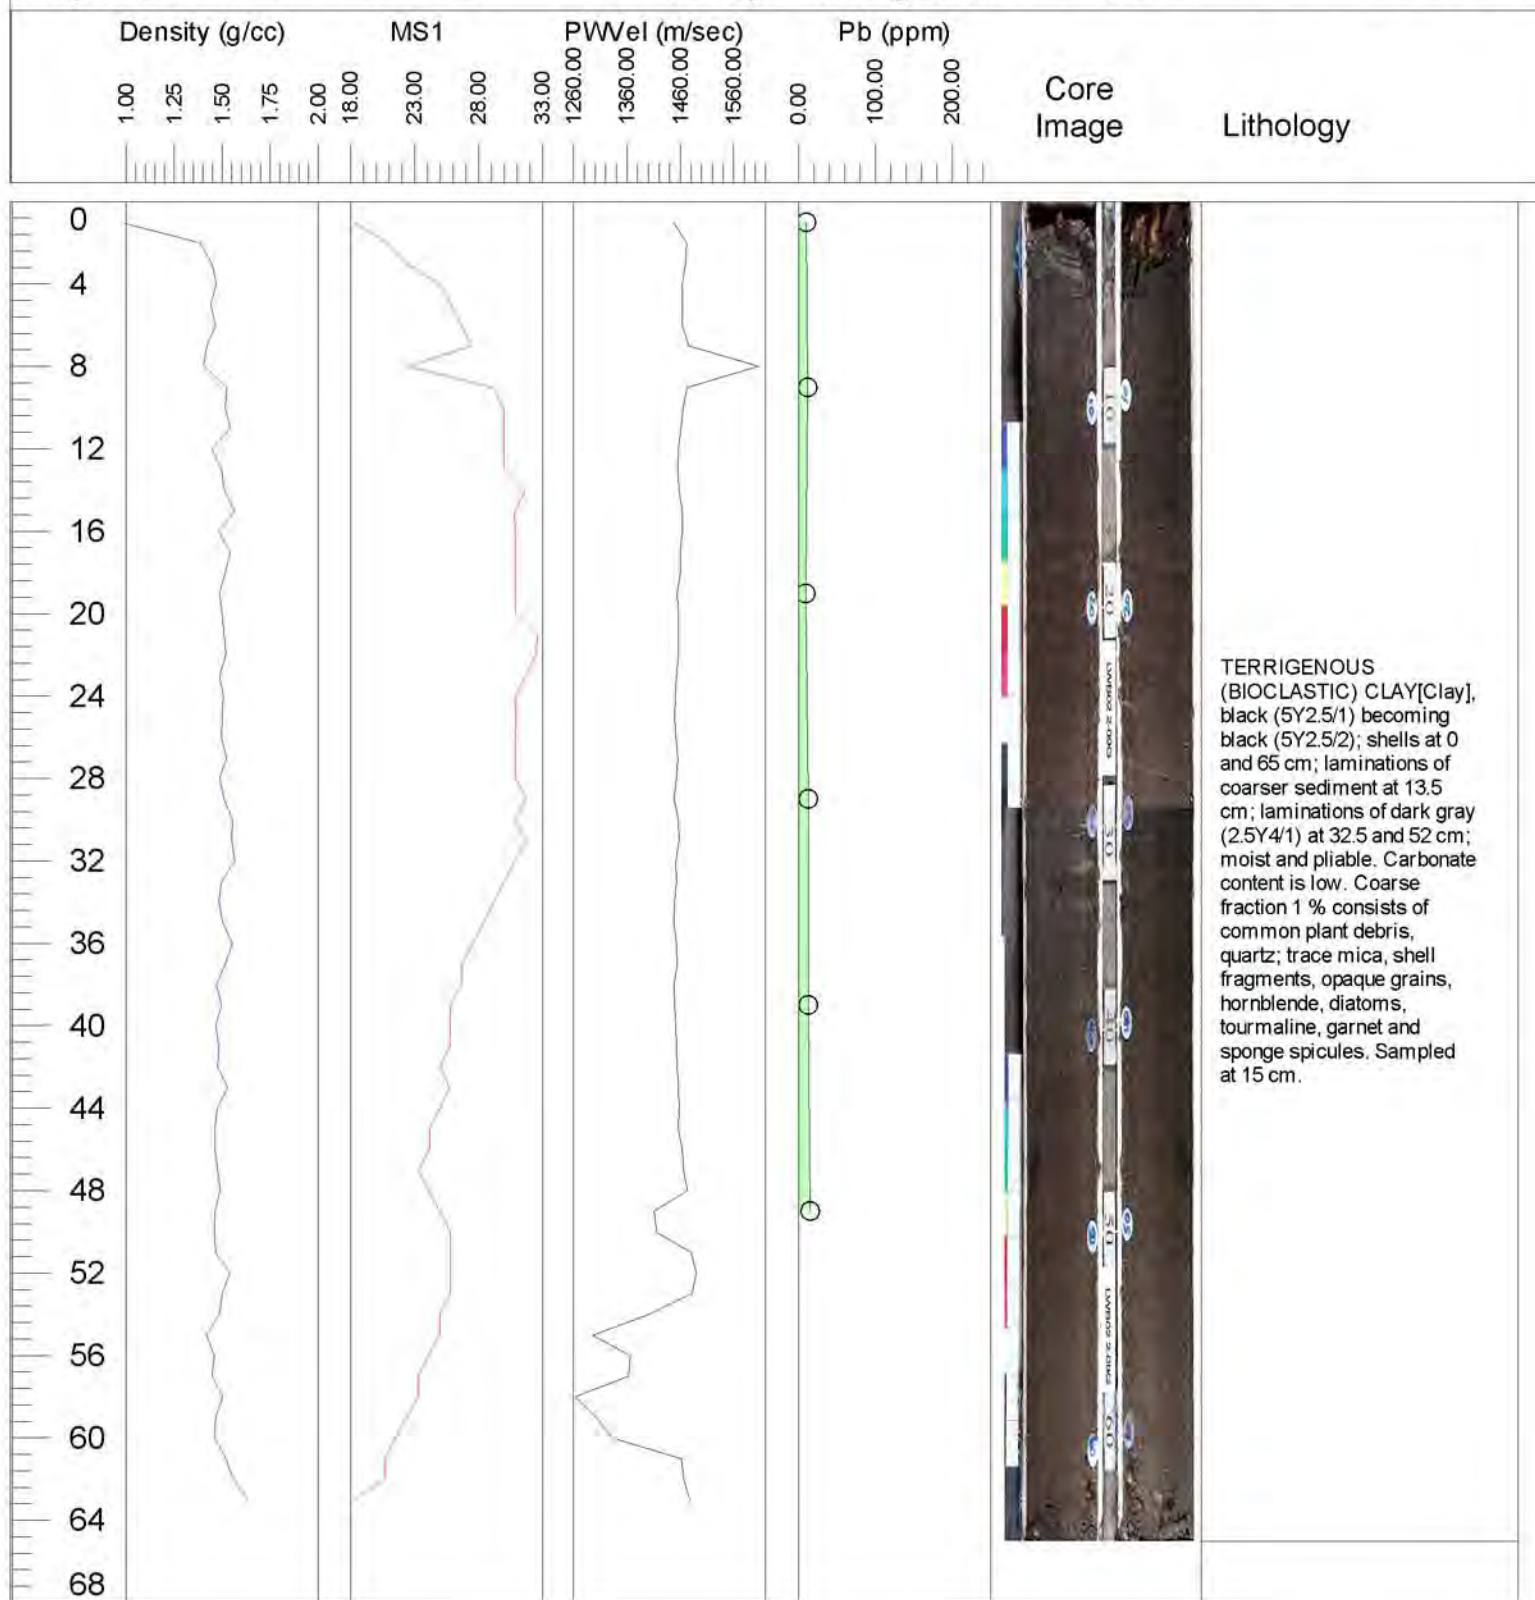 Density (g/cc)
MS1
PWVel (m/sec)
Pb (ppm)
Core
Image
Lithology
1.00
1.25
1.50
1.75
2.00
18.00
23.00
28.00
33.00
1260.00
1360.00
1460.00
1560.00
0.00
100.00
200.00
0
4
8
12
16
20
24
28
32
36
40
44
48
52
56
60
64
68
10
20
30
40
50
60
TERRIGENOUS
(BIOCLASTIC) CLAY[Clay],
black (5Y2.5/1) becoming
black (5Y2.5/2); shells at 0
and 65 cm; laminations of
coarser sediment at 13.5
cm; laminations of dark gray
(2.5Y4/1) at 32.5 and 52 cm;
moist and pliable. Carbonate
content is low. Coarse
fraction 1 % consists of
common plant debris,
quartz; trace mica, shell
fragments, opaque grains,
hornblende, diatoms,
tourmaline, garnet and
sponge spicules. Sampled
at 15 cm.